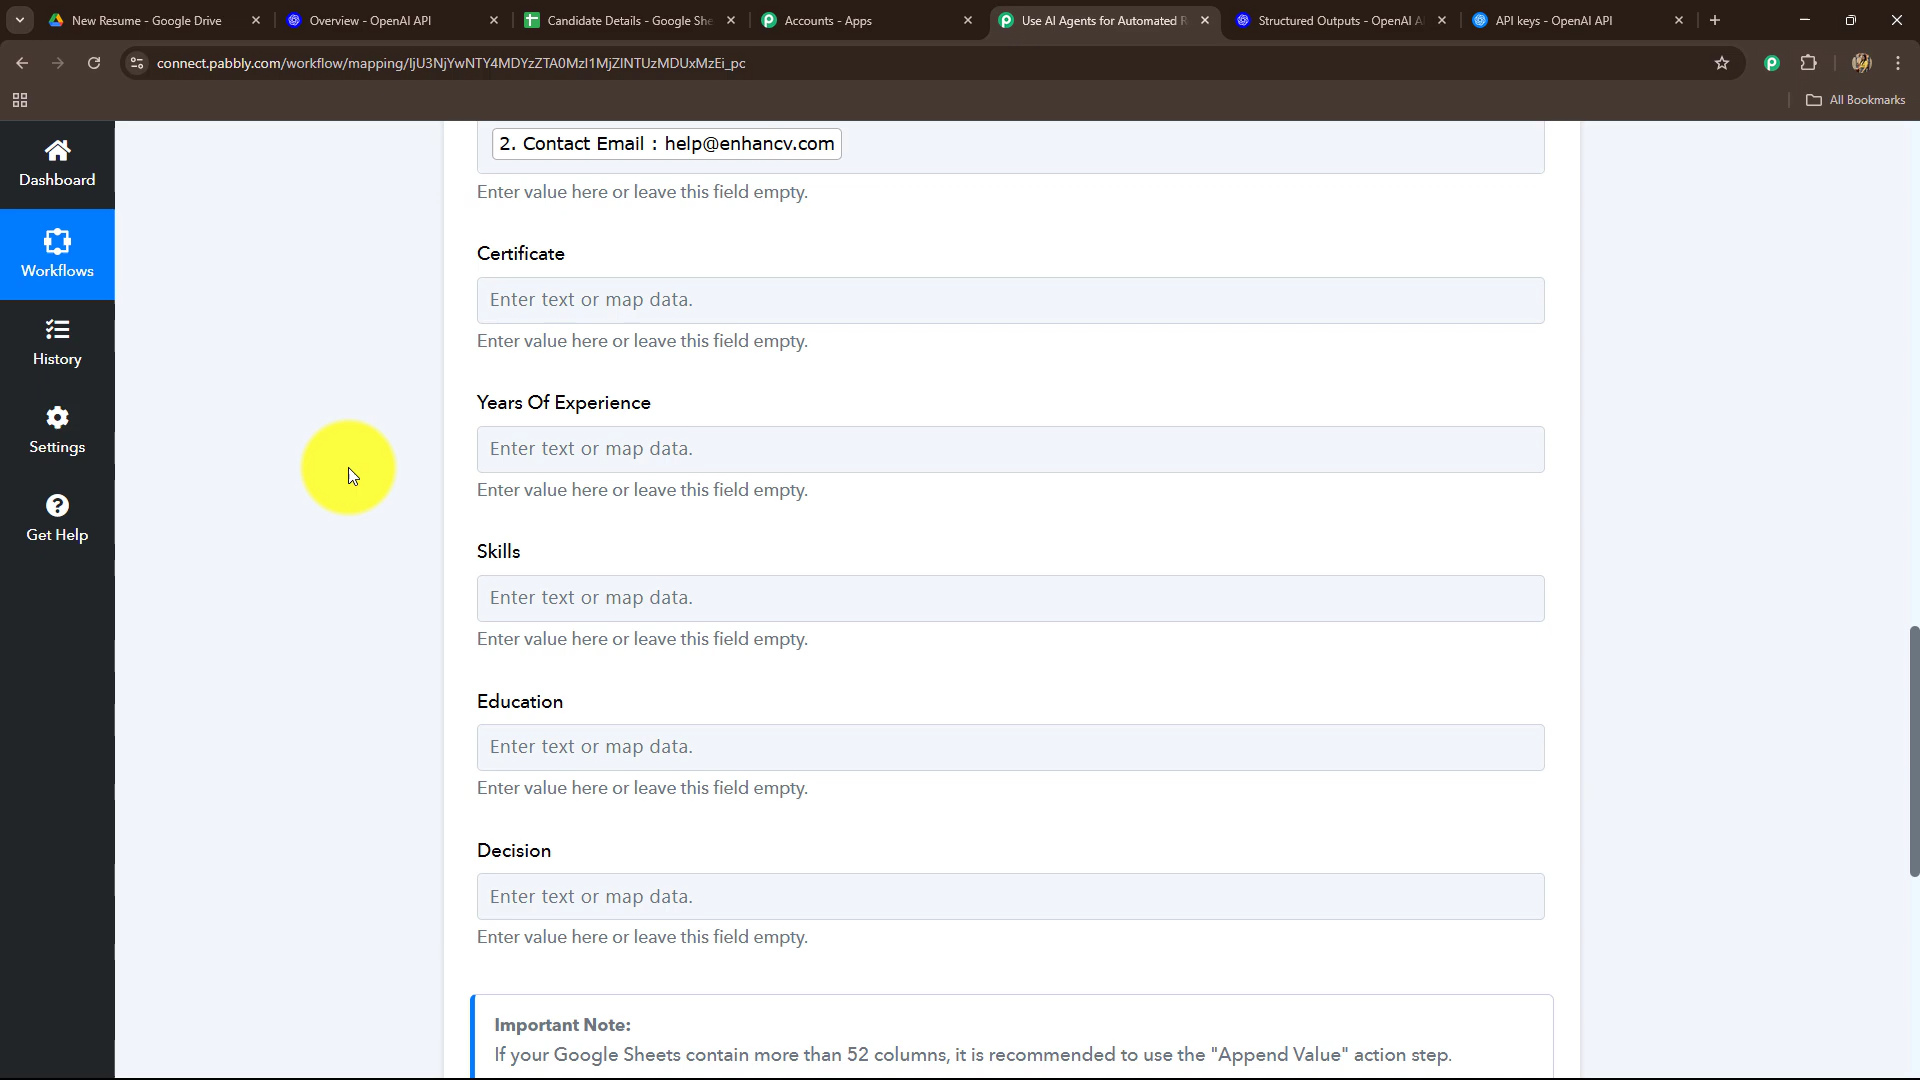 New Resume - Google Drive
Overview - OpenAI API
Candidate Details - Google She
Accounts - Apps
Use AI Agents for Automated R
Structured Outputs - OpenAI A
API keys - OpenAI API
All Bookmarks
Dashboard
Workflows
History
Settings
Get Help
2. Contact Email : help@enhancv.com
Enter value here or leave this field empty.
Certificate
Enter text or map data.
Enter value here or leave this field empty.
Years Of Experience
Enter text or map data.
Enter value here or leave this field empty.
Skills
Enter text or map data.
Enter value here or leave this field empty.
Education
Enter text or map data.
Enter value here or leave this field empty.
Decision
Enter text or map data.
Enter value here or leave this field empty.
Important Note:
If your Google Sheets contain more than 52 columns, it is recommended to use the "Append Value" action step.